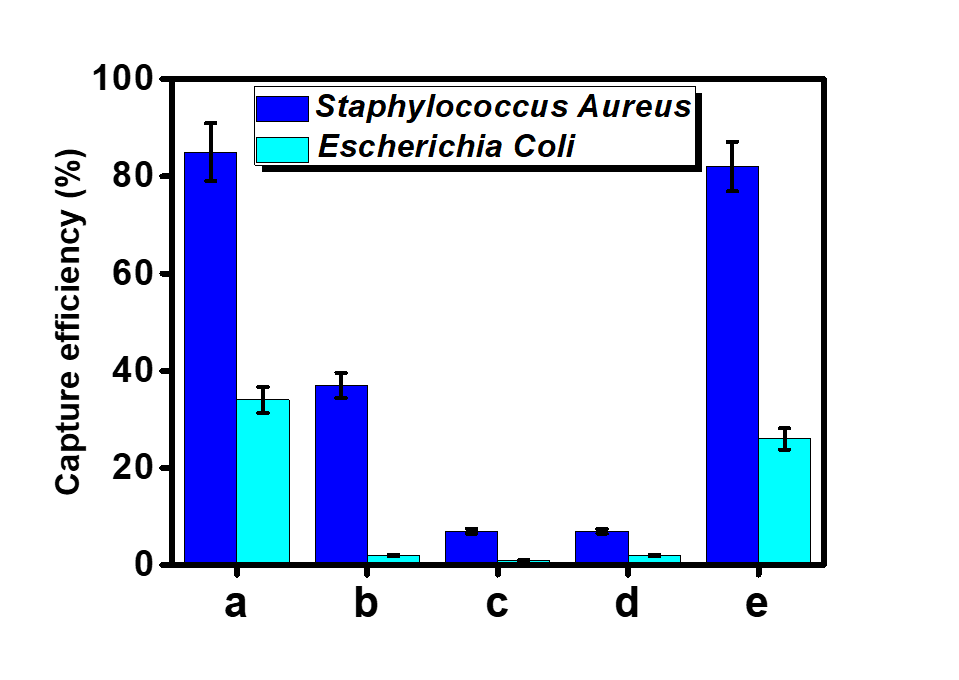 100
80
60
40
20
0
Capture efficiency (%)
Staphylococcus Aureus
Escherichia Coli
a b c d e